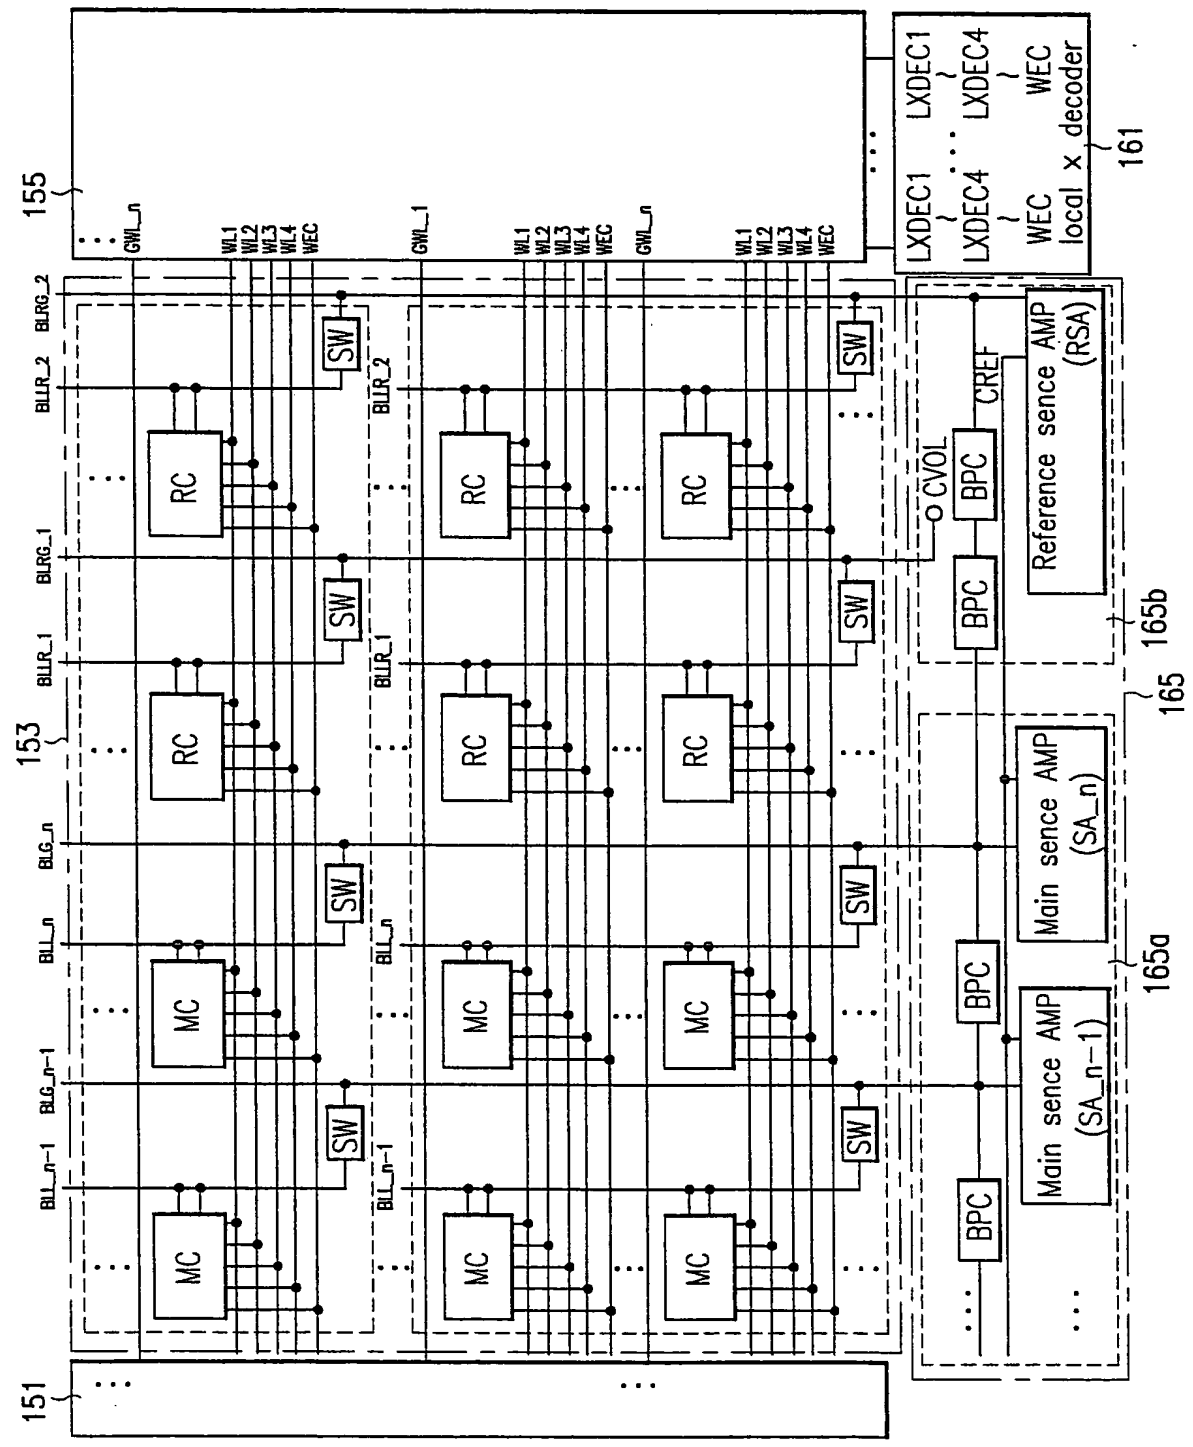 151
153
155
BLL_n-1
BLG_n-1
BLL_n
BLG_n
BLLR_1
BLRG_1
BLLR_2
BLRG_2
GWL_n
WL1
WL2
WL3
WL4
WEC
MC
SW
MC
SW
RC
SW
RC
SW
BLL_n-1
BLL_n
BLLR_1
BLLR_2
GWL_1
WL1
WL2
WL3
WL4
WEC
MC
MC
RC
RC
GWL_n
WL1
WL2
WL3
WL4
WEC
MC
SW
MC
SW
RC
SW
RC
SW
BPC
BPC
BPC
BPC
CVOL
CREF
Main sence AMP
(SA_n-1)
Main sence AMP
(SA_n)
Reference sence AMP
(RSA)
165a
165
165b
LXDEC1 LXDEC1
~ ~
LXDEC4 LXDEC4
~ ~
WEC WEC
local x decoder
161